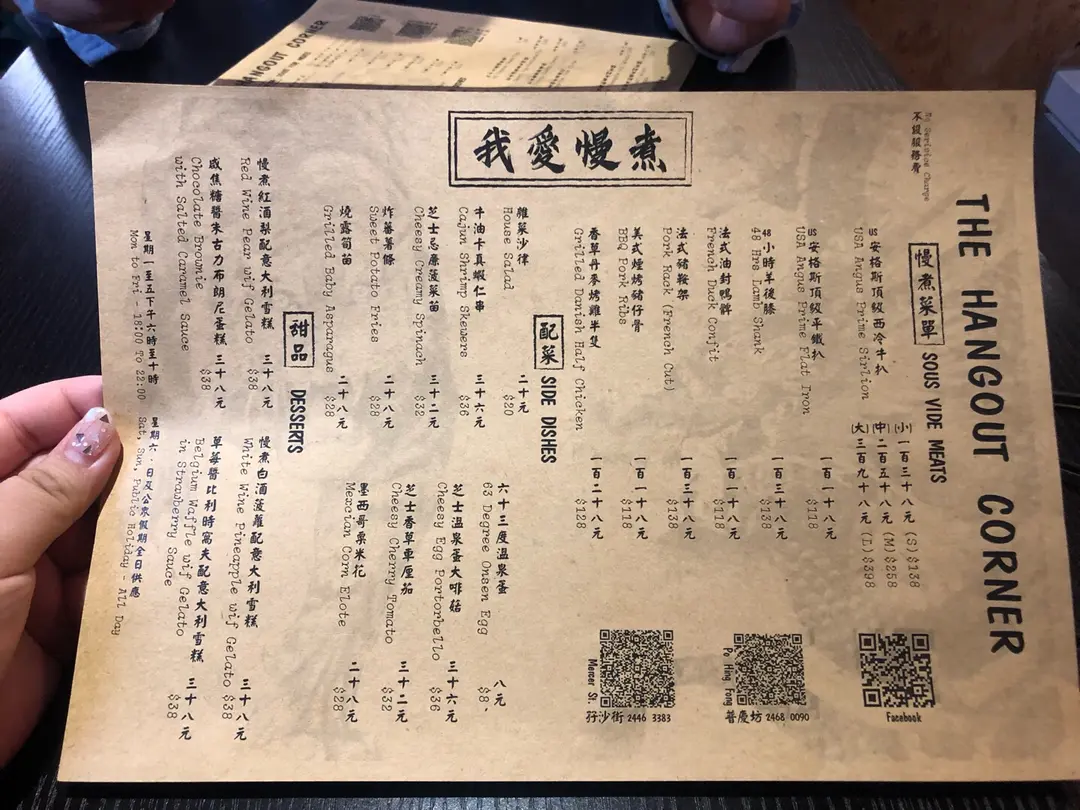 THE HANGOUT CORNER
No Servince Charge
不設服務費
慢煮菜單 SOUS VIDE MEATS
US安格斯頂級西冷牛扒
USA Angus Prime Sirlion
(小) 一百三十八元 (S)$138
(中) 二百五十八元 (M)$258
(大) 三百九十八元 (L)$398
US安格斯頂級平鐵扒 一百一十八元
USA Angus Prime Flat Iron $118
48小時羊後膝 一百三十八元
48 Hrs Lamb Shank $138
法式油封鴨髀 一百一十八元
French Duck Confit $118
法式豬鞍架 一百三十八元
Pork Rack (French Cut) $138
美式煙烤豬仔骨 一百一十八元
BBQ Pork Ribs $118
香草丹麥烤雞半隻 一百二十八元
Grilled Danish Half Chicken $128
Facebook
Po Hing Fong
普慶坊 2468 0090
Mercer St.
孖沙街 2446 3383
我愛慢煮
配菜 SIDE DISHES
雜菜沙律 二十元
House Salad $20
牛油卡真蝦仁串 三十六元
Cajun Shrimp Skewers $36
芝士忌廉菠菜苗 三十二元
Cheesy Creamy Spinach $32
炸蕃薯條 二十八元
Sweet Potato Fries $28
燒露筍苗 二十八元
Grilled Baby Asparagus $28
六十三度溫泉蛋 八元
63 Degree Onsen Egg $8.
芝士溫泉蛋大啡菇 三十六元
Cheesy Egg Portorbello $36
芝士香草車厘茄 三十二元
Cheesy Cherry Tomato $32
墨西哥粟米花 二十八元
Mercian Corn Elote $28
甜品 DESSERTS
慢煮紅酒梨配意大利雪糕 三十八元
Red Wine Pear wif Gelato $38
咸焦糖醬朱古力布朗尼蛋糕 三十八元
Chocolate Brownie $38
with Salted Caramel Sauce
慢煮白酒菠蘿配意大利雪糕 三十八元
White Wine Pineapple wif Gelato $38
草莓醬比利時窩夫配意大利雪糕 三十八元
Belgium Waffle wif Gelato $38
in Strawberry Sauce
星期一至五下午六時至十時
Mon to Fri - 18:00 To 22:00
星期六．日及公眾假期全日供應
Sat, Sun, Public Holiday - All Day